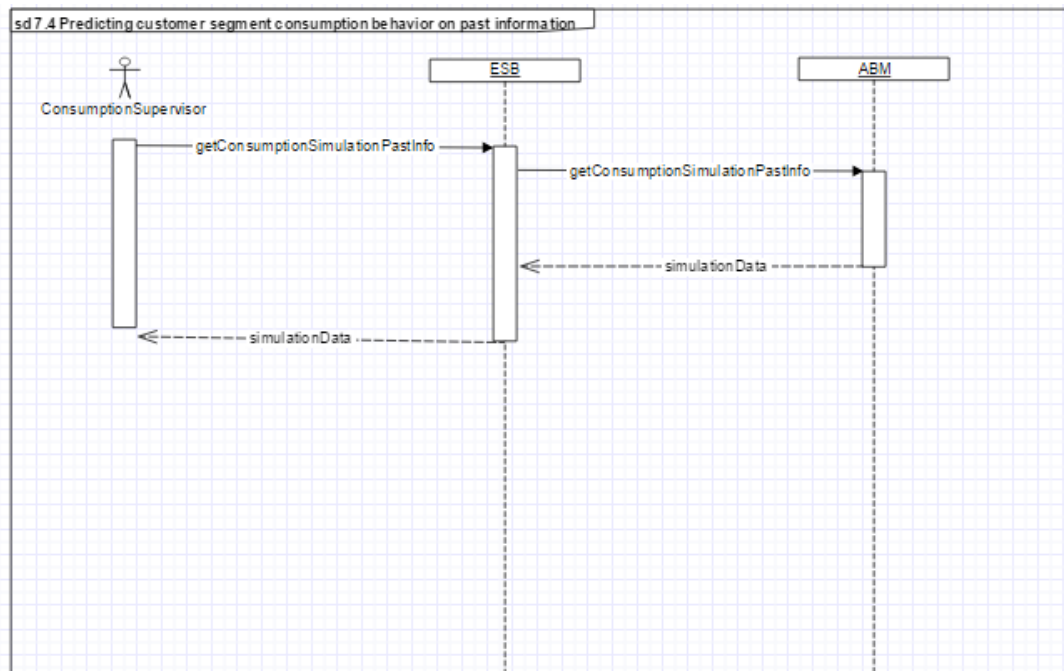 sd 7.4 Predicting customer segment consumption behavior on past information
ESB
ABM
ConsumptionSupervisor
getConsumptionSimulationPastInfo
getConsumptionSimulationPastInfo
simulationData
simulationData